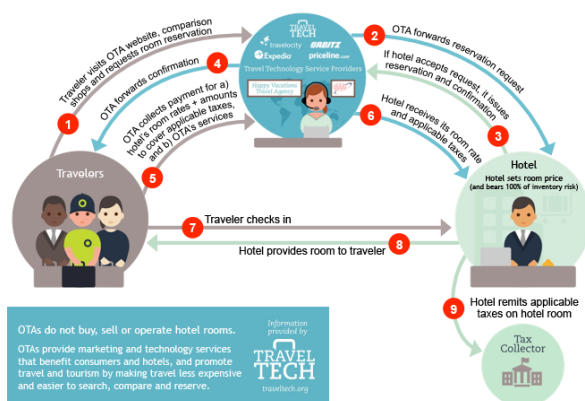 TRAVEL
TECH
travelocity
ORBITZ
Expedia
priceline.com
Travel Technology Service Providers
Happy Vacations
Travel Agency
1
Traveler visits OTA website, comparison
shops and requests room reservation
2
OTA forwards reservation request
If hotel accepts request, it issues
reservation and confirmation
3
4
OTA forwards confirmation
OTA collects payment for a)
hotel's room rates + amounts
to cover applicable taxes,
and b) OTA's services
5
6
Hotel receives its room rate
and applicable taxes
Travelers
Hotel
Hotel sets room price
(and bears 100% of inventory risk)
7
Traveler checks in
8
Hotel provides room to traveler
9
Hotel remits applicable
taxes on hotel room
Tax
Collector
OTAs do not buy, sell or operate hotel rooms.
OTAs provide marketing and technology services
that benefit consumers and hotels, and promote
travel and tourism by making travel less expensive
and easier to search, compare and reserve.
Information
provided by
TRAVEL
TECH
traveltech.org